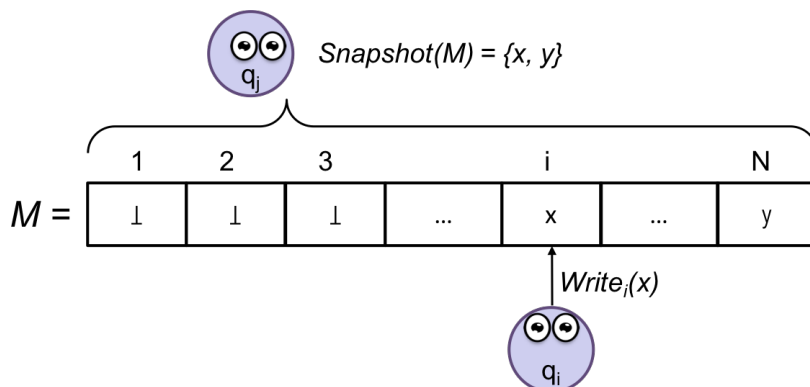 Snapshot(M) = {x, y}
qj
1 2 3 i N
M = ⊥ ⊥ ⊥ ... x ... y
Writei(x)
qi